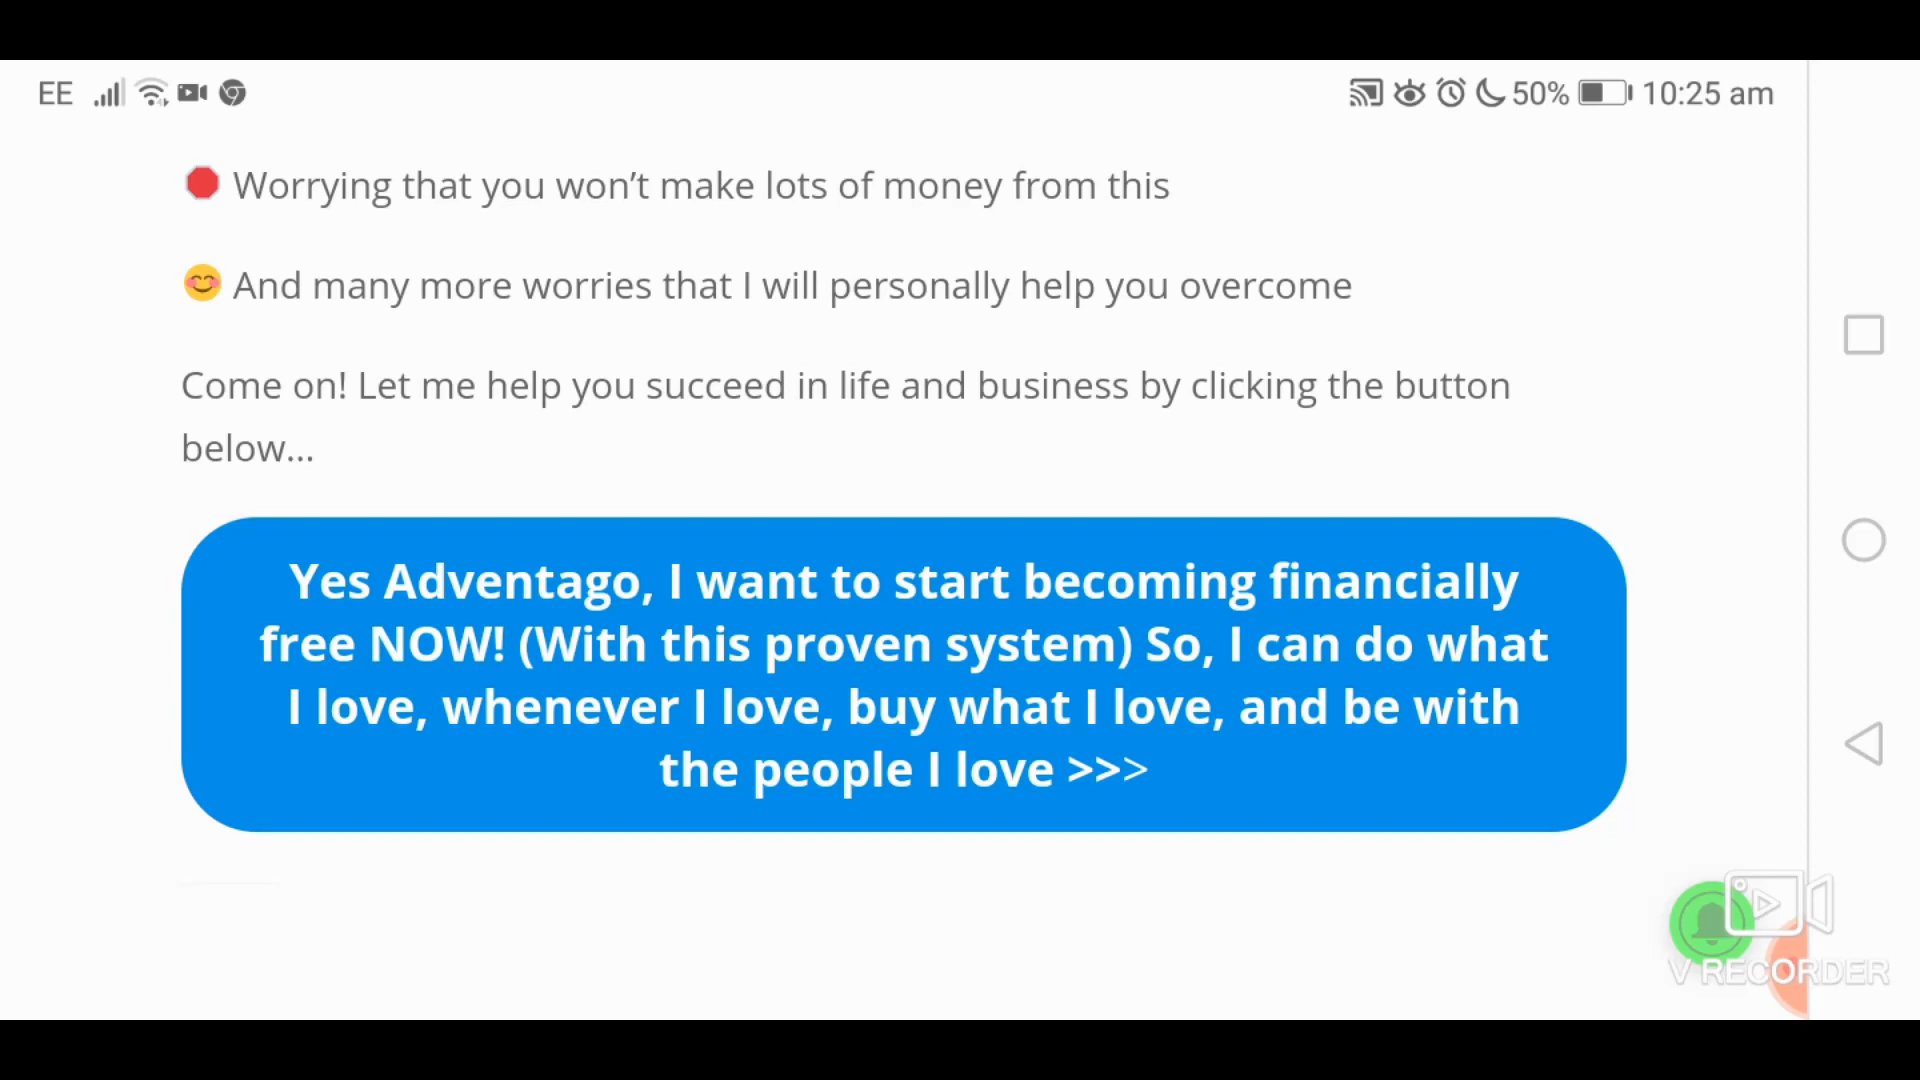 EE 50% 10:25 am
Worrying that you won’t make lots of money from this
And many more worries that I will personally help you overcome
Come on! Let me help you succeed in life and business by clicking the button
below...
Yes Adventago, I want to start becoming financially
free NOW! (With this proven system) So, I can do what
I love, whenever I love, buy what I love, and be with
the people I love >>>
V RECORDER